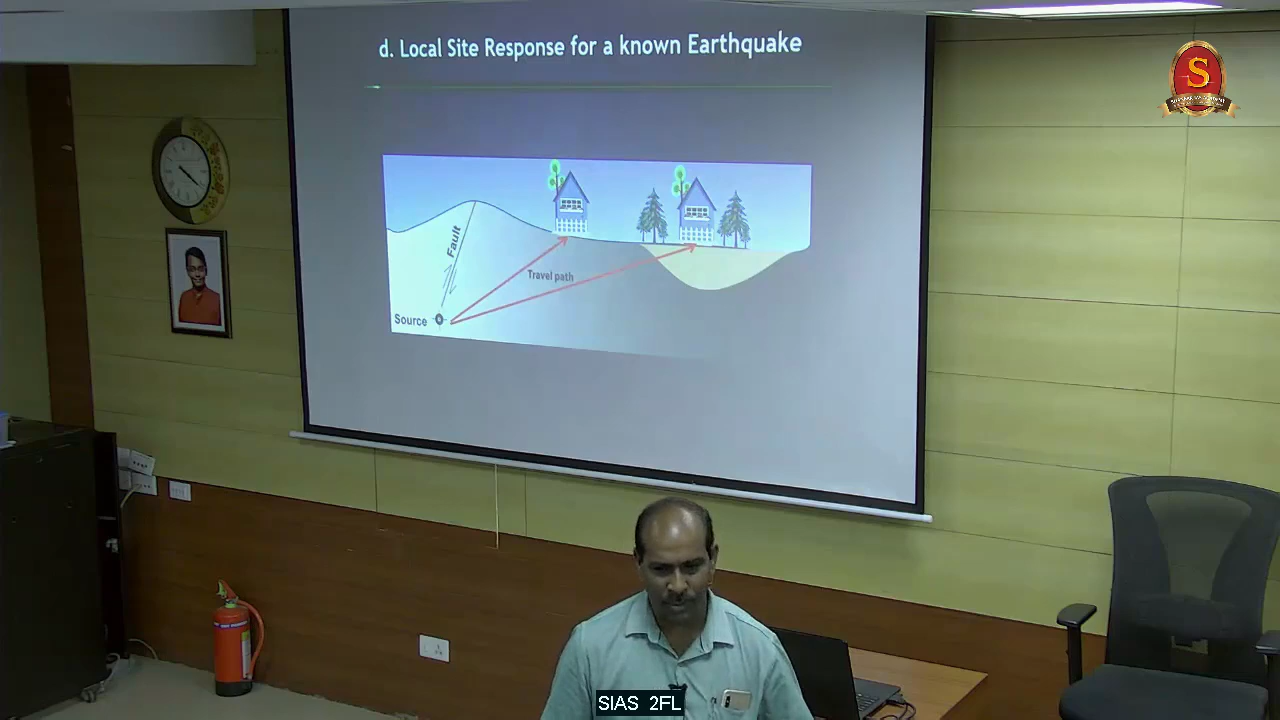 d. Local Site Response for a known Earthquake
Fault
Travel path
Source
S
SIAS 2FL